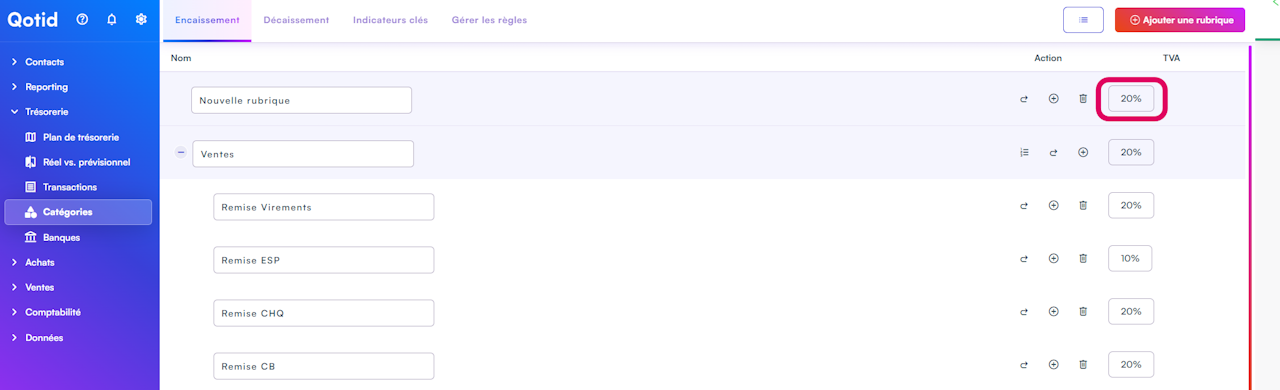 Qotid
Encaissement Décaissement Indicateurs clés Gérer les règles
Ajouter une rubrique
Contacts
Reporting
Trésorerie
Plan de trésorerie
Réel vs. prévisionnel
Transactions
Catégories
Banques
Achats
Ventes
Comptabilité
Données
Nom Action TVA
Nouvelle rubrique 20%
Ventes 20%
Remise Virements 20%
Remise ESP 10%
Remise CHQ 20%
Remise CB 20%